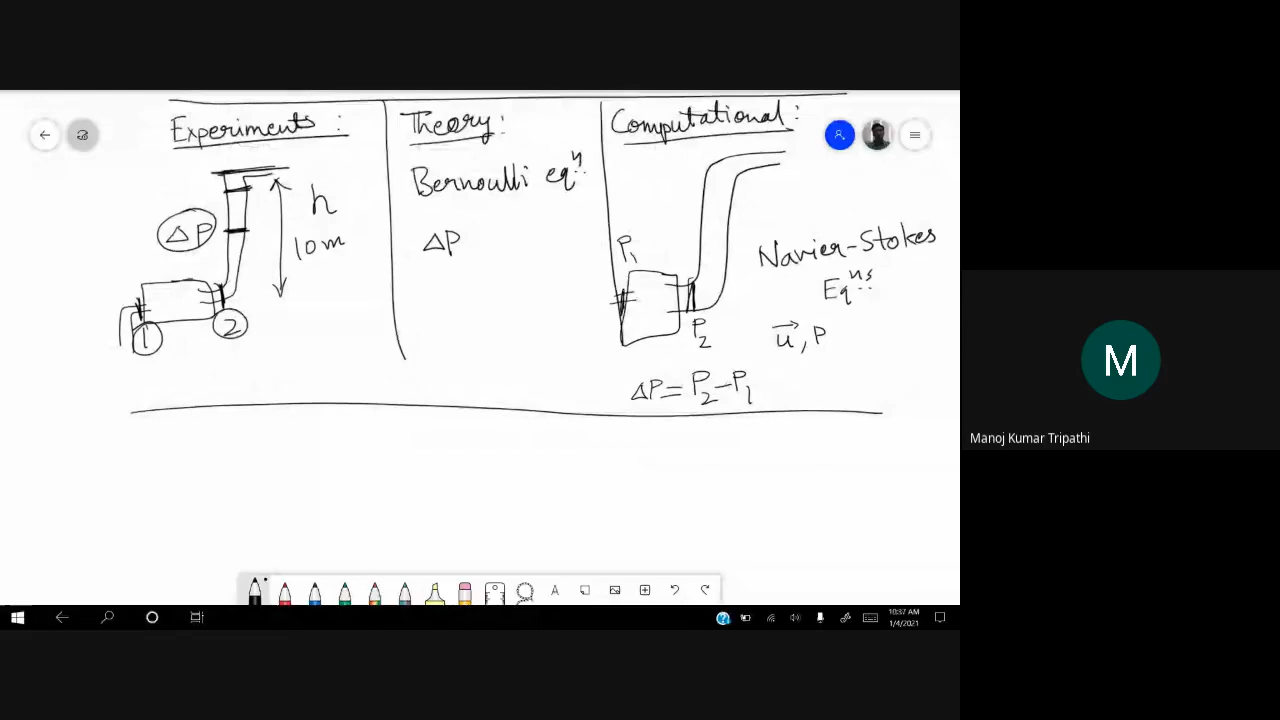 Experiments :
ΔP
h
10m
1
2
Theory :
Bernoulli eqⁿ..
ΔP
Computational :
P₁
P₂
Navier-Stokes
Eqⁿˢ..
u⃗, P
ΔP = P₂-P₁
A
M
Manoj Kumar Tripathi
10:37 AM
1/4/2021